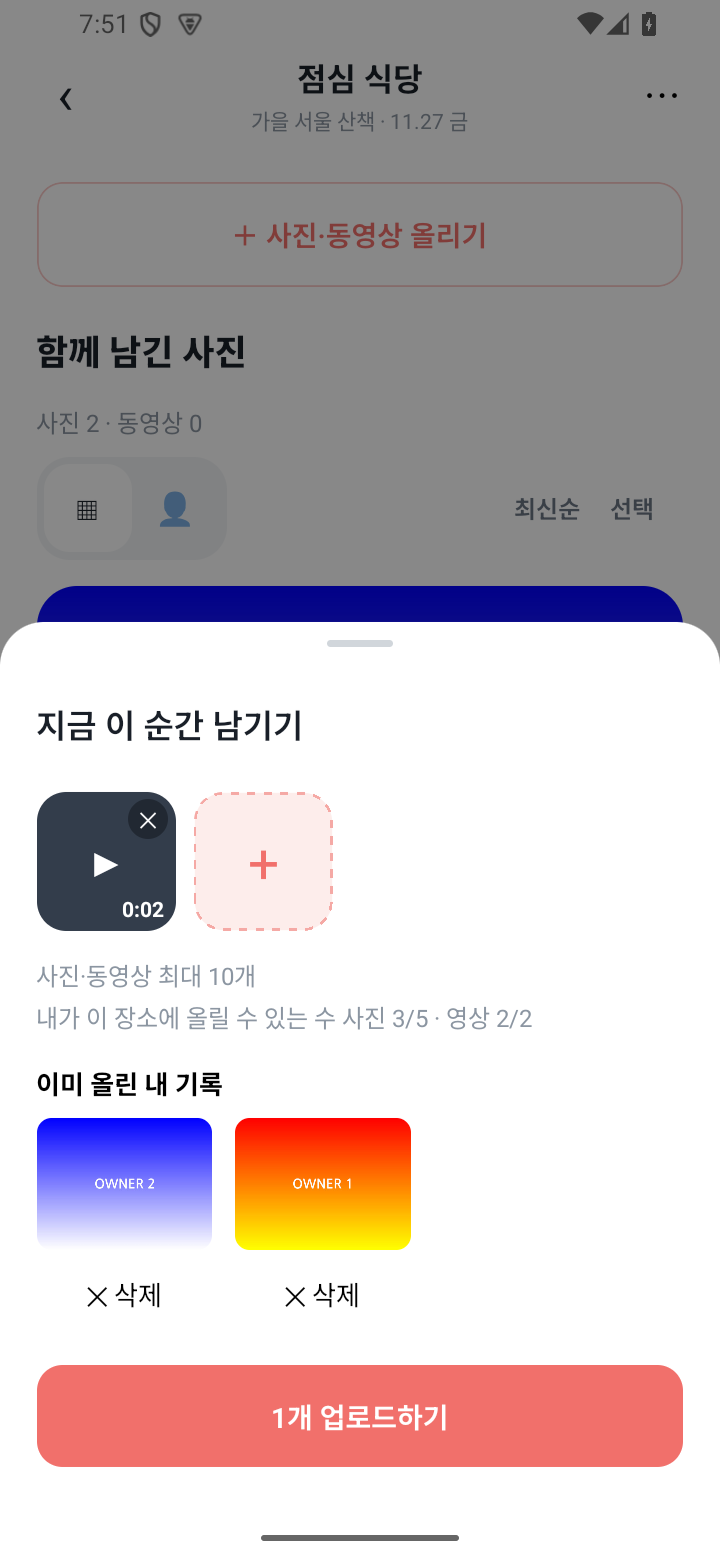 7:51
점심 식당
가을 서울 산책 · 11.27 금
+ 사진·동영상 올리기
함께 남긴 사진
사진 2 · 동영상 0
최신순 선택
지금 이 순간 남기기
0:02
사진·동영상 최대 10개
내가 이 장소에 올릴 수 있는 수 사진 3/5 · 영상 2/2
이미 올린 내 기록
OWNER 2 OWNER 1
× 삭제 × 삭제
1개 업로드하기